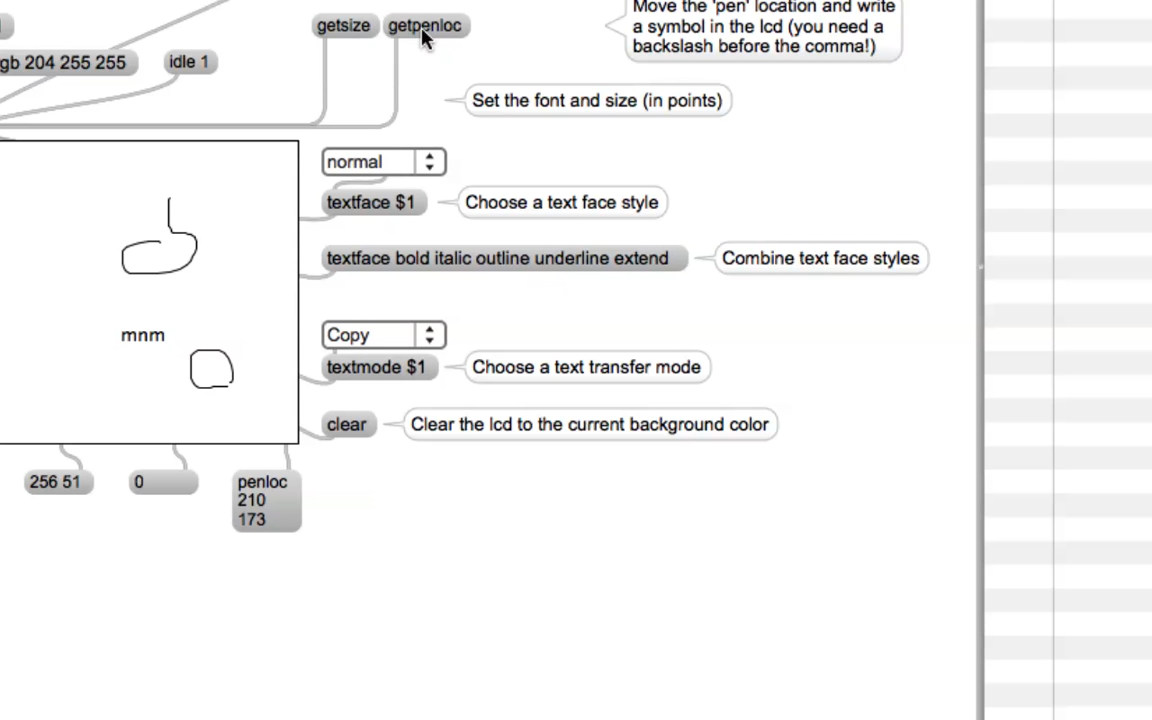 Move the 'pen' location and write
a symbol in the lcd (you need a
backslash before the comma!)
getsize
getpenloc
gb 204 255 255
idle 1
Set the font and size (in points)
normal
textface $1
Choose a text face style
textface bold italic outline underline extend
Combine text face styles
mnm
Copy
textmode $1
Choose a text transfer mode
clear
Clear the lcd to the current background color
256 51
0
penloc
210
173